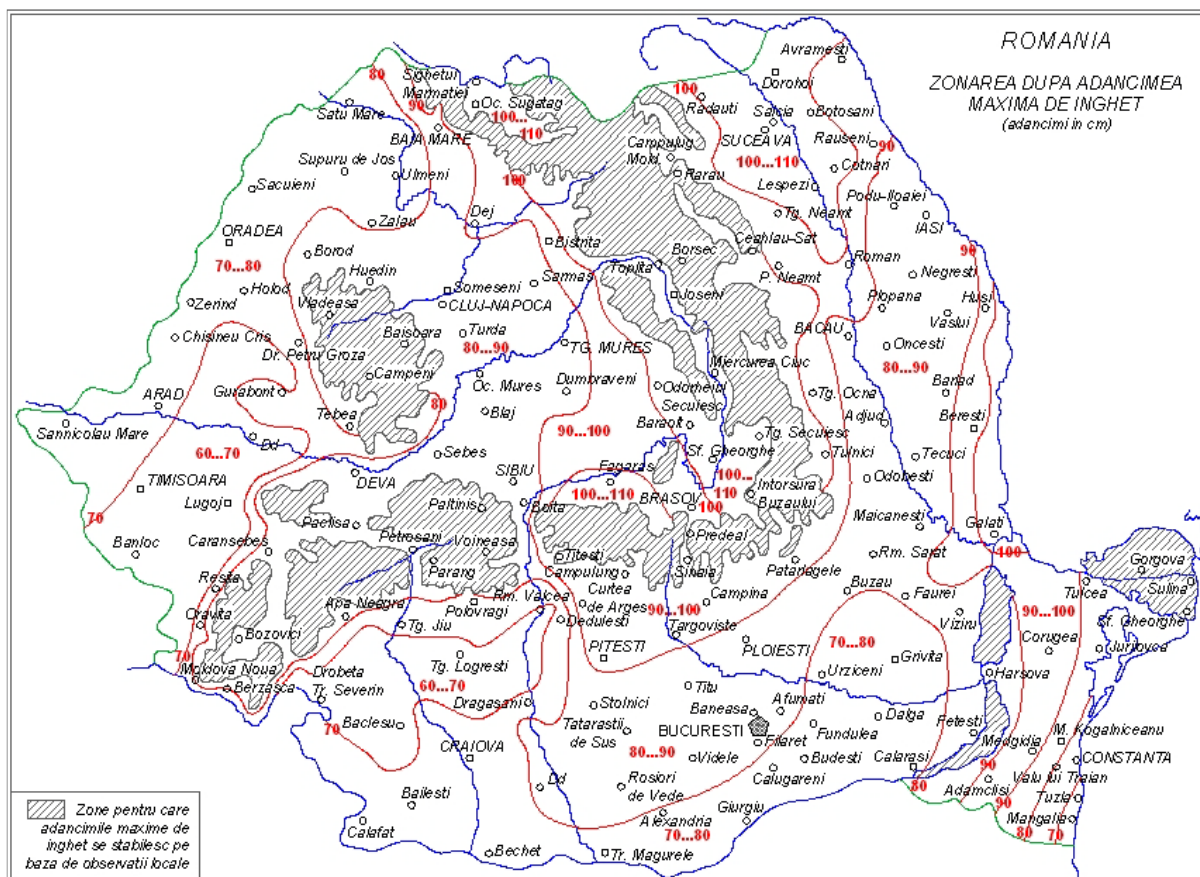 ROMANIA
ZONAREA DUPA ADANCIMEA
MAXIMA DE INGHET
(adancimi in cm)
Avramesti
80
Sighetul
Marmatiei
Dorohoi
90
Oc. Sugatag
100
Radauti
Satu Mare
100...
110
Salcia
Botosani
BAIA MARE
SUCEAVA
Rauseni
90
Campulug
Mold
100...110
Cotnari
Supuru de Jos
Ulmeni
Rarau
Sacuieni
100
Lespezi
Podu-Iloaiei
Zalau
Dej
Tg. Neamt
IASI
ORADEA
Bistrita
Ceahlau-Sat
90
Borod
Borsec
70...80
Huedin
Toplita
P. Neamt
Roman
Negresti
Holod
Someseni
Sarmas
Zerind
Vladeasa
CLUJ-NAPOCA
Joseni
Plopana
Husi
Chisineu Cris
Baisoara
Turda
BACAU
Vaslui
Dr. Petru Groza
80...90
TG. MURES
Oncesti
Miercurea Ciuc
80...90
Campeni
Oc. Mures
Dumbraveni
Odorheiul
Secuiesc
Barlad
Gurabont
Tg. Ocna
ARAD
80
Blaj
Adjud
Beresti
Tebea
Baraolt
Sannicolau Mare
90...100
Tg. Secuiesc
Dd
60...70
Sebes
Sf. Gheorghe
Tulnici
Tecuci
SIBIU
Fagaras
100...
110
DEVA
Odobesti
TIMISOARA
100...110
Intorsura
Buzaului
Lugoj
Paltinis
Boita
BRASOV
100
70
Paelisa
Maicanesti
Galati
Petrosani
Predeal
Banloc
Caransebes
Voineasa
Titesti
100
Parang
Campulung
Sinaia
Patanagele
Rm. Sarat
Gorgova
Resita
Curtea
de Arges
Buzau
Tulcea
Sulina
Apa Neagra
Polovragi
Rm. Valcea
90...100
Campina
Faurei
90...100
Oravita
Dedulesti
Viziru
Sf. Gheorghe
Bozovici
Tg. Jiu
Targoviste
Corugea
70
PITESTI
PLOIESTI
70...80
Jurilovca
Moldova Noua
Drobeta
Tr. Severin
Tg. Logresti
Grivita
Berzasca
60...70
Titu
Urziceni
Harsova
Dragasani
Stolnici
Baneasa
Afumati
70
Baclesu
Tatarastii
de Sus
BUCURESTI
Dalga
Fetesti
M. Kogalniceanu
Fundulea
CRAIOVA
80...90
Filaret
Medgidia
Videle
Budesti
CONSTANTA
Calugareni
Calarasi
90
Valu lui Traian
Dd
Rosiori
de Vede
80
Adamclisi
Bailesti
90
Tuzla
Alexandria
Giurgiu
Mangalia
Calafat
70...80
80
70
Bechet
Tr. Magurele
Zone pentru care
adancimile maxime de
inghet se stabilesc pe
baza de observatii locale